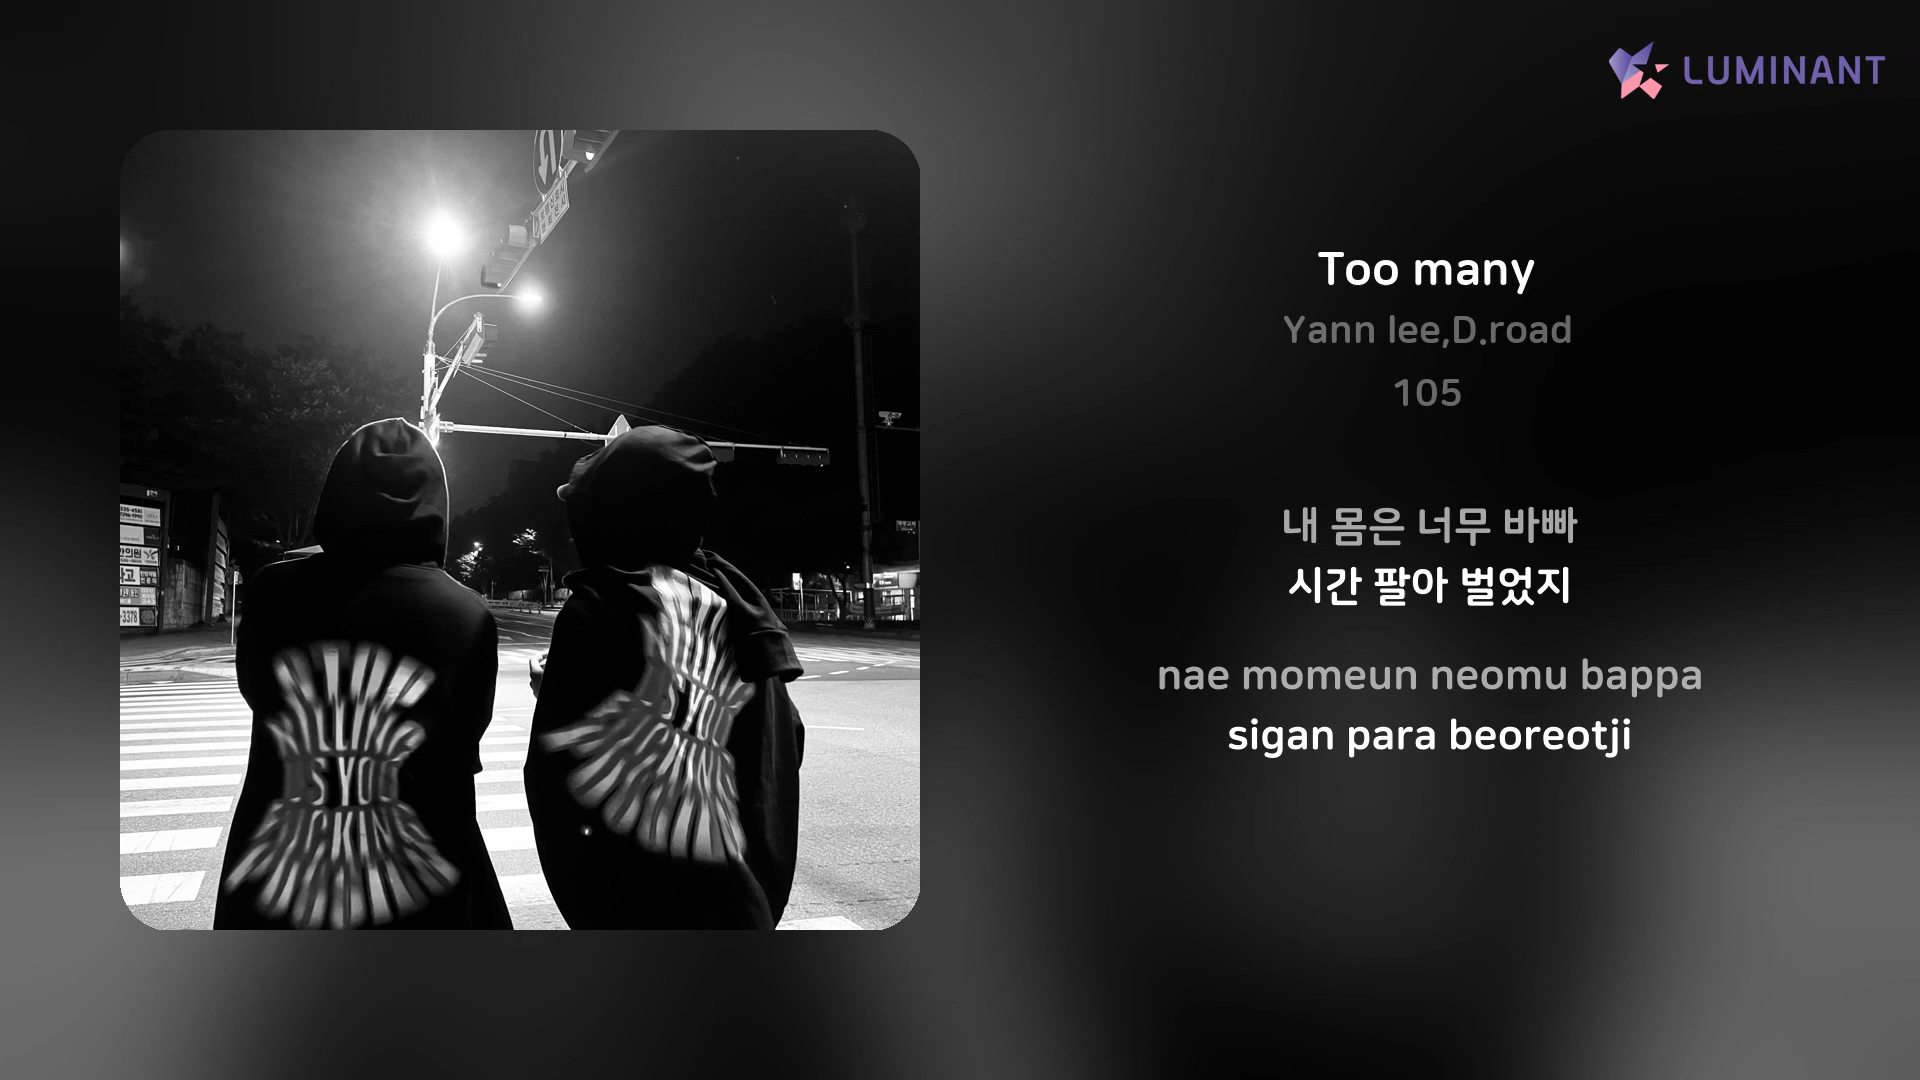 LUMINANT
Too many
Yann lee,D.road
105
내 몸은 너무 바빠
시간 팔아 벌었지
nae momeun neomu bappa
sigan para beoreotji
S YOU